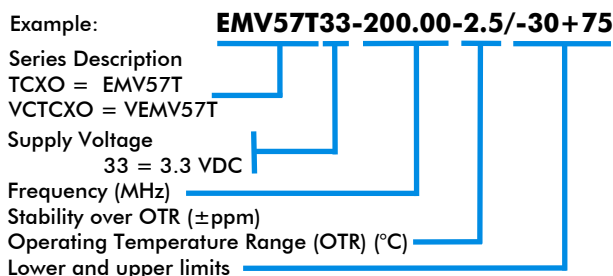 Example: EMV57T33-200.00-2.5/-30+75
Series Description
TCXO = EMV57T
VCTCXO = VEMV57T
Supply Voltage
33 = 3.3 VDC
Frequency (MHz)
Stability over OTR (±ppm)
Operating Temperature Range (OTR) (°C)
Lower and upper limits